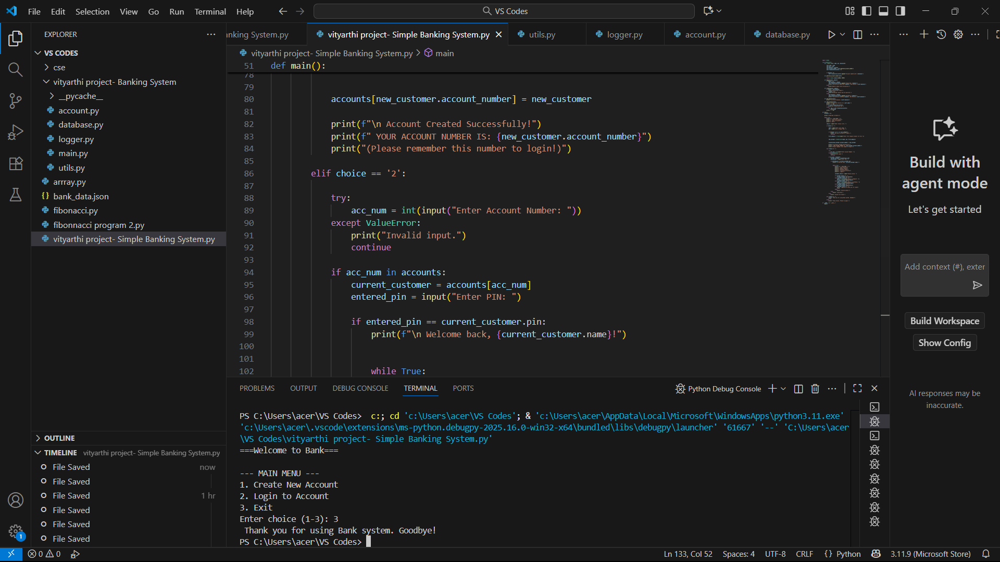 File Edit Selection View Go Run Terminal Help
VS Codes
EXPLORER
VS CODES
cse
vityarthi project- Banking System
__pycache__
account.py
database.py
logger.py
main.py
utils.py
arrray.py
{} bank_data.json
fibonacci.py
fibonnacci program 2.py
vityarthi project- Simple Banking System.py
OUTLINE
TIMELINE vityarthi project- Simple Banking System.py
File Saved now
File Saved
File Saved 1 hr
File Saved
File Saved
File Saved
nking System.py vityarthi project- Simple Banking System.py utils.py logger.py account.py database.py
vityarthi project- Simple Banking System.py > main
51 def main():
78
79
80 accounts[new_customer.account_number] = new_customer
81
82 print(f"\n Account Created Successfully!")
83 print(f" YOUR ACCOUNT NUMBER IS: {new_customer.account_number}")
84 print("(Please remember this number to login!)")
85
86 elif choice == '2':
87
88 try:
89 acc_num = int(input("Enter Account Number: "))
90 except ValueError:
91 print("Invalid input.")
92 continue
93
94 if acc_num in accounts:
95 current_customer = accounts[acc_num]
96 entered_pin = input("Enter PIN: ")
97
98 if entered_pin == current_customer.pin:
99 print(f"\n Welcome back, {current_customer.name}!")
100
101
102 while True:
PROBLEMS OUTPUT DEBUG CONSOLE TERMINAL PORTS
Python Debug Console
PS C:\Users\acer\VS Codes> c:; cd 'c:\Users\acer\VS Codes'; & 'c:\Users\acer\AppData\Local\Microsoft\WindowsApps\python3.11.exe'
'c:\Users\acer\.vscode\extensions\ms-python.debugpy-2025.16.0-win32-x64\bundled\libs\debugpy\launcher' '61667' '--' 'C:\Users\acer
\VS Codes\vityarthi project- Simple Banking System.py'
===Welcome to Bank===
--- MAIN MENU ---
1. Create New Account
2. Login to Account
3. Exit
Enter choice (1-3): 3
Thank you for using Bank system. Goodbye!
PS C:\Users\acer\VS Codes>
Build with
agent mode
Let's get started
Add context (#), exter
Build Workspace
Show Config
AI responses may be
inaccurate.
1
0 0
Ln 133, Col 52 Spaces: 4 UTF-8 CRLF {} Python 3.11.9 (Microsoft Store)